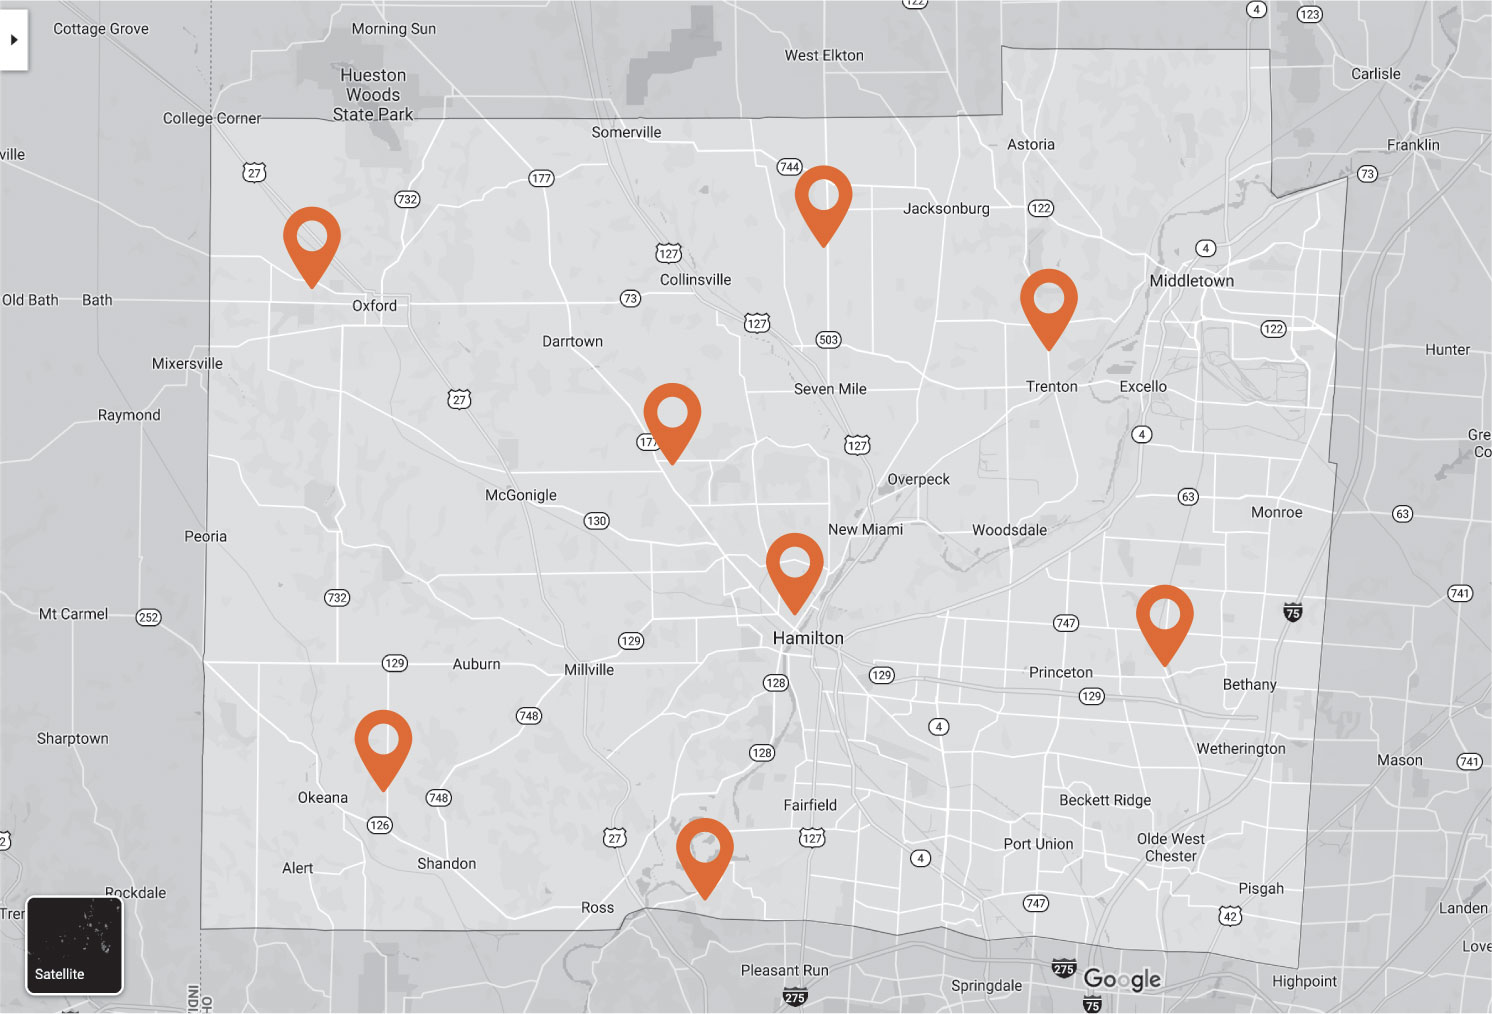 122
4
123
Cottage Grove
Morning Sun
West Elkton
Carlisle
Hueston
Woods
State Park
College Corner
Somerville
Astoria
Franklin
ville
27
177
744
73
732
Jacksonburg
122
127
4
Collinsville
Middletown
Old Bath
Bath
Oxford
73
127
122
503
Darrtown
Hunter
Mixersville
Seven Mile
Trenton
Excello
27
Raymond
177
127
4
Gre
Co
Overpeck
McGonigle
63
Monroe
63
130
New Miami
Woodsdale
Peoria
732
741
Mt Carmel
252
75
747
129
Hamilton
129
Auburn
Millville
128
129
Princeton
129
Bethany
748
4
Sharptown
128
Wetherington
Mason
741
Okeana
748
Fairfield
Beckett Ridge
126
27
127
Port Union
Olde West
Chester
2
4
Alert
Shandon
Pisgah
Rockdale
Ross
747
42
Landen
Tren
Love
Satellite
Pleasant Run
275
Google
Highpoint
Springdale
275
75
OH
INDI